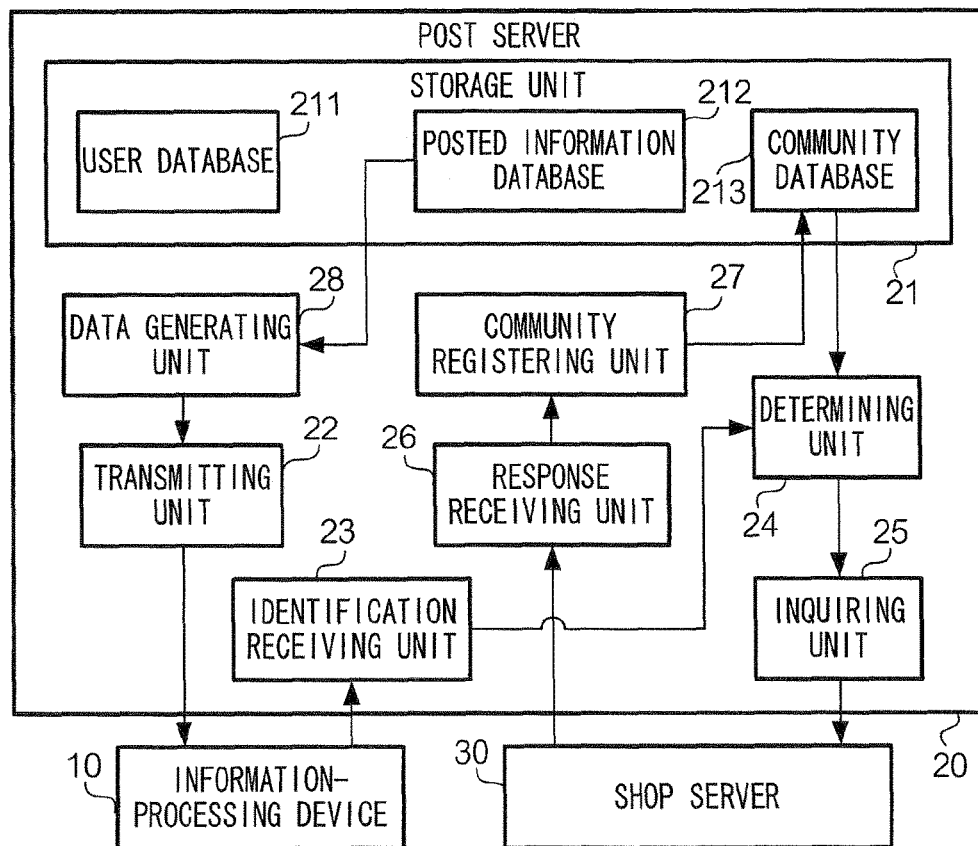 POST SERVER
STORAGE UNIT
211
USER DATABASE
212
POSTED INFORMATION
DATABASE
COMMUNITY
DATABASE
213
21
28
DATA GENERATING
UNIT
27
COMMUNITY
REGISTERING UNIT
DETERMINING
UNIT
24
22
TRANSMITTING
UNIT
26
RESPONSE
RECEIVING UNIT
23
IDENTIFICATION
RECEIVING UNIT
25
INQUIRING
UNIT
20
10
INFORMATION-
PROCESSING DEVICE
30
SHOP SERVER